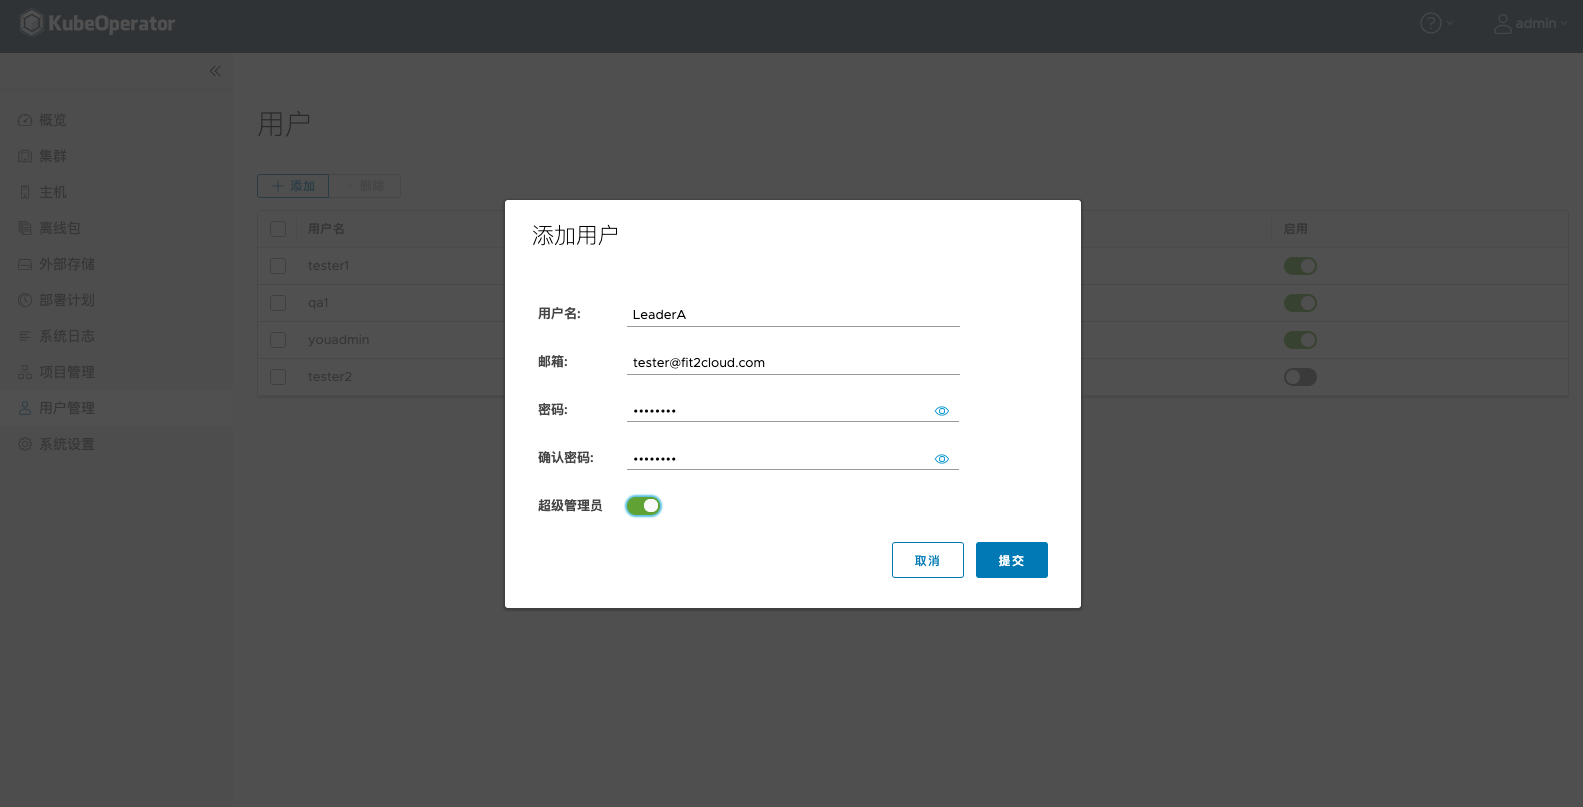 KubeOperator
admin
概览
集群
主机
离线包
外部存储
部署计划
系统日志
项目管理
用户管理
系统设置
用户
添加 删除
用户名 启用
tester1
qa1
youadmin
tester2
添加用户
用户名: LeaderA
邮箱: tester@fit2cloud.com
密码: ••••••••
确认密码: ••••••••
超级管理员
取消 提交